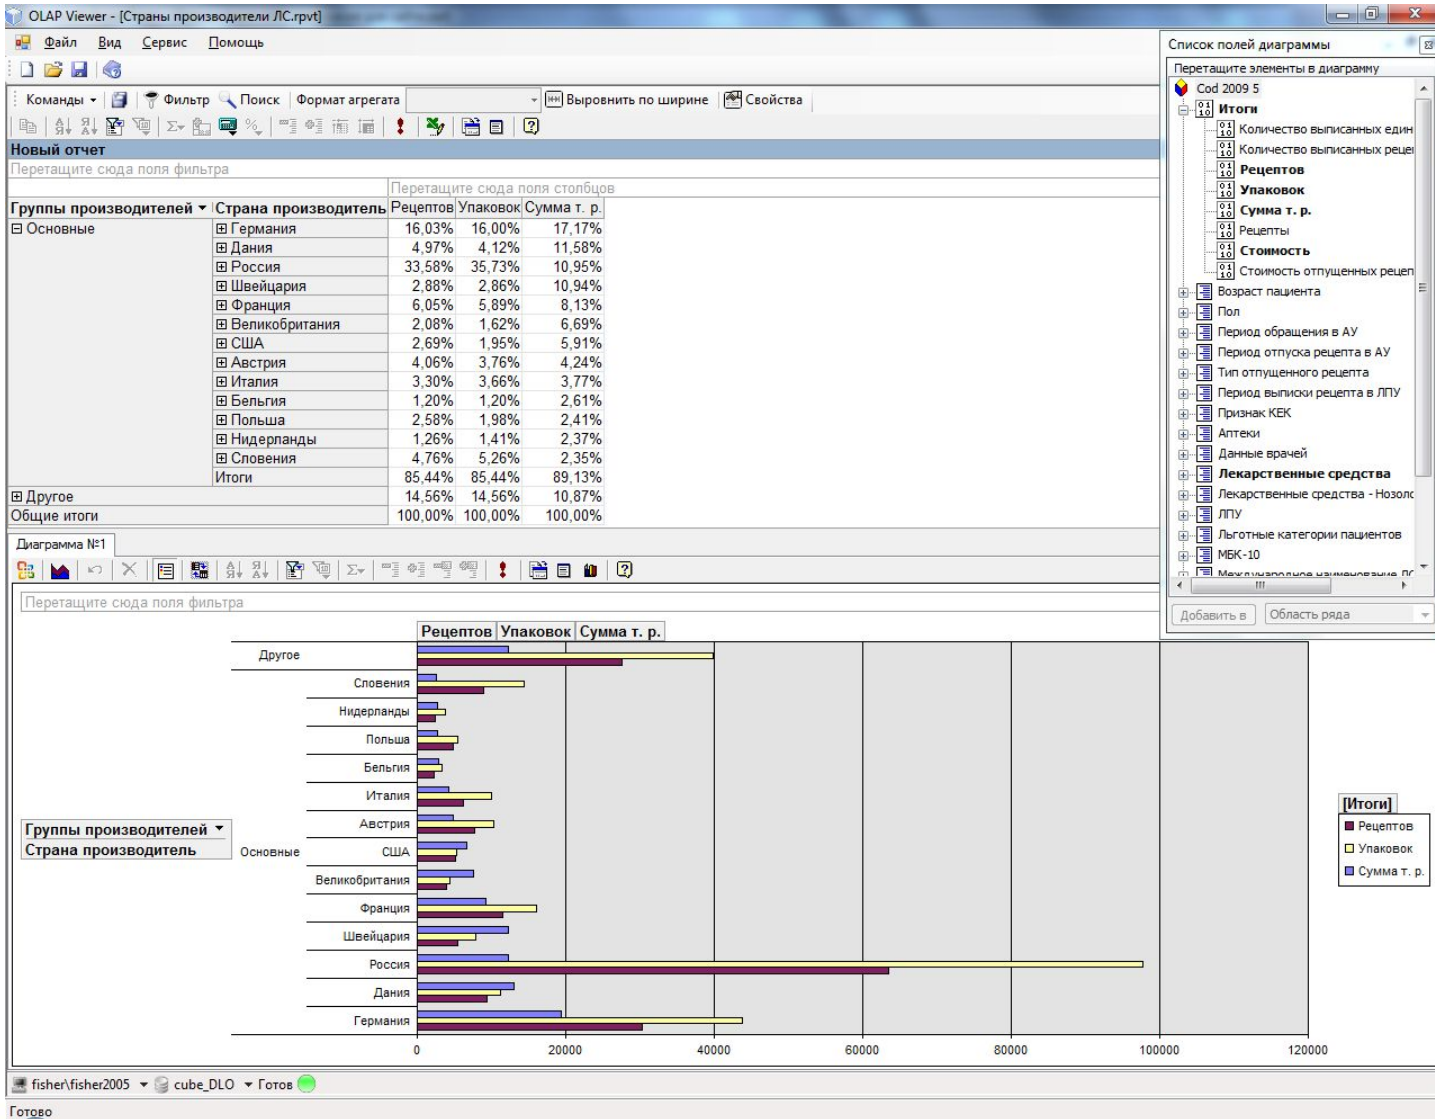 OLAP Viewer - [Страны производители ЛС.rpvt]
Файл Вид Сервис Помощь
Команды Фильтр Поиск Формат агрегата Выровнять по ширине Свойства
Новый отчет
Перетащите сюда поля фильтра
Перетащите сюда поля столбцов
Группы производителей Страна производитель Рецептов Упаковок Сумма т. р.
Основные Германия 16,03% 16,00% 17,17%
Дания 4,97% 4,12% 11,58%
Россия 33,58% 35,73% 10,95%
Швейцария 2,88% 2,86% 10,94%
Франция 6,05% 5,89% 8,13%
Великобритания 2,08% 1,62% 6,69%
США 2,69% 1,95% 5,91%
Австрия 4,06% 3,76% 4,24%
Италия 3,30% 3,66% 3,77%
Бельгия 1,20% 1,20% 2,61%
Польша 2,58% 1,98% 2,41%
Нидерланды 1,26% 1,41% 2,37%
Словения 4,76% 5,26% 2,35%
Итоги 85,44% 85,44% 89,13%
Другое 14,56% 14,56% 10,87%
Общие итоги 100,00% 100,00% 100,00%
Список полей диаграммы
Перетащите элементы в диаграмму
Cod 2009 5
Итоги
Количество выписанных един
Количество выписанных рецеп
Рецептов
Упаковок
Сумма т. р.
Рецепты
Стоимость
Стоимость отпущенных рецеп
Возраст пациента
Пол
Период обращения в АУ
Период отпуска рецепта в АУ
Тип отпущенного рецепта
Период выписки рецепта в ЛПУ
Признак КЕК
Аптеки
Данные врачей
Лекарственные средства
Лекарственные средства - Нозоло
ЛПУ
Льготные категории пациентов
МБК-10
Международное наименование ЛС
Добавить в Область ряда
Диаграмма №1
Перетащите сюда поля фильтра
Рецептов Упаковок Сумма т. р.
Другое
Словения
Нидерланды
Польша
Бельгия
Италия
Австрия
США
Великобритания
Франция
Швейцария
Россия
Дания
Германия
Основные
Группы производителей
Страна производитель
[Итоги]
Рецептов
Упаковок
Сумма т. р.
0 20000 40000 60000 80000 100000 120000
fisher\fisher2005 cube_DLO Готов
Готово